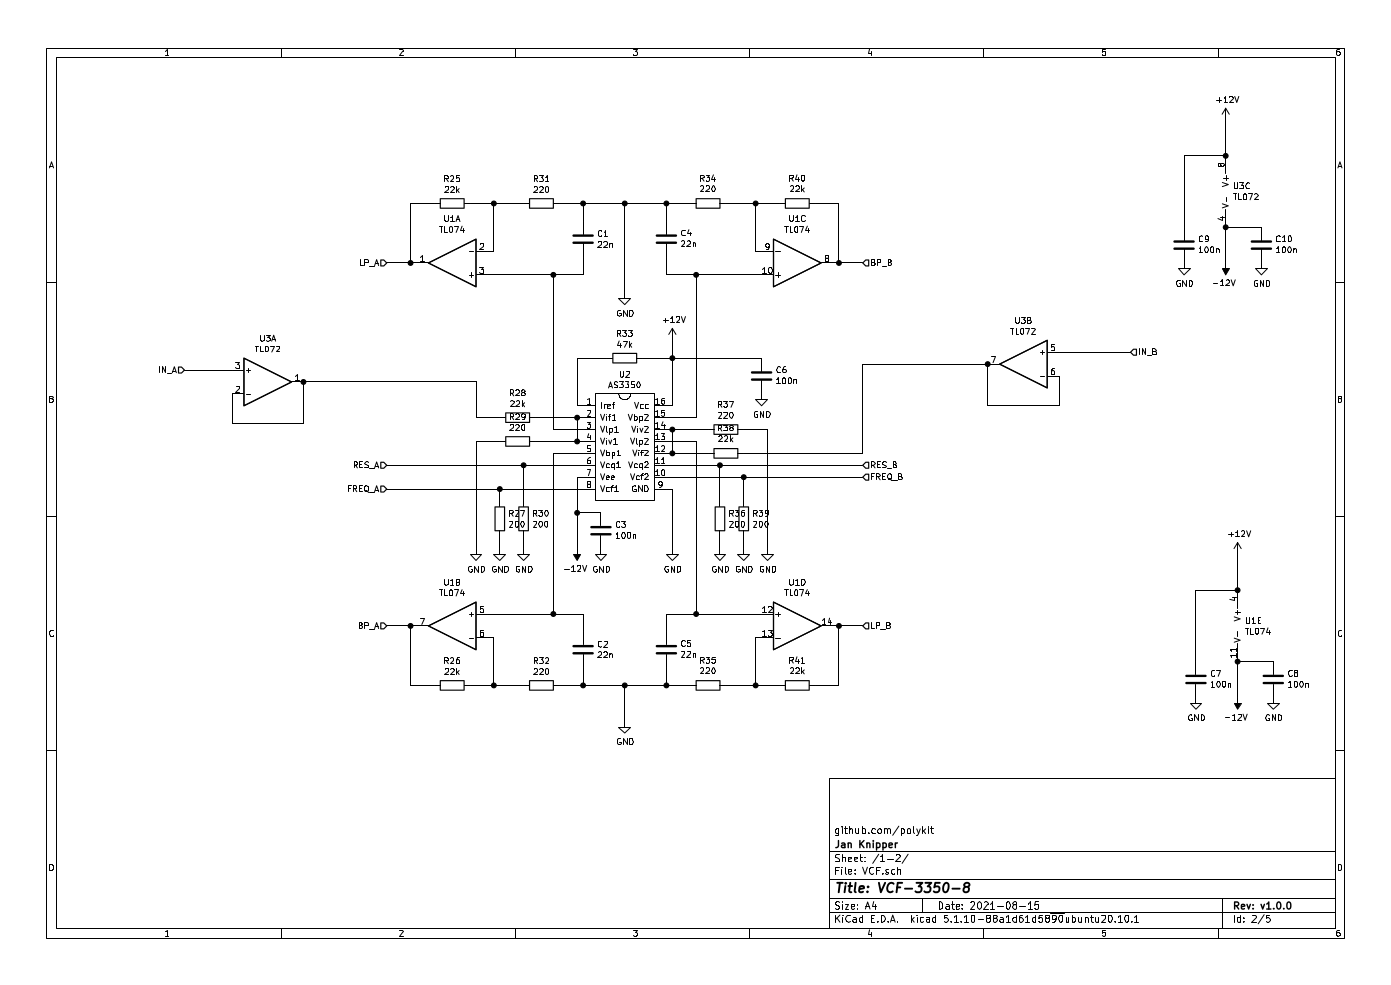 1 2 3 4 5 6
A A
B B
C C
D D
+12V
8
V+
U3C
TL072
V-
4
C9
100n
C10
100n
GND
-12V
GND
R25
22k
R31
220
R34
220
R40
22k
U1A
TL074
2
-
3
+
1
LP_A
C1
22n
C4
22n
U1C
TL074
9
-
10
+
8
BP_B
GND
+12V
R33
47k
C6
100n
GND
U3A
TL072
IN_A
3
+
2
-
1
U3B
TL072
7
5
+
6
-
IN_B
U2
AS3350
1 Iref Vcc 16
2 Vif1 Vbp2 15
3 Vlp1 Viv2 14
4 Viv1 Vlp2 13
5 Vbp1 Vif2 12
6 Vcq1 Vcq2 11
7 Vee Vcf2 10
8 Vcf1 GND 9
R28
22k
R29
220
R37
220
R38
22k
RES_A
FREQ_A
RES_B
FREQ_B
R27
200
R30
200
C3
100n
R36
200
R39
200
GND GND GND -12V GND GND GND GND GND
U1B
TL074
5
+
6
-
7
BP_A
C2
22n
C5
22n
U1D
TL074
12
+
13
-
14
LP_B
R26
22k
R32
220
R35
220
R41
22k
GND
+12V
4
V+
U1E
TL074
V-
11
C7
100n
C8
100n
GND
-12V
GND
github.com/polykit
Jan Knipper
Sheet: /1-2/
File: VCF.sch
Title: VCF-3350-8
Size: A4 Date: 2021-08-15 Rev: v1.0.0
KiCad E.D.A. kicad 5.1.10-88a1d61d5890ubuntu20.10.1 Id: 2/5
1 2 3 4 5 6